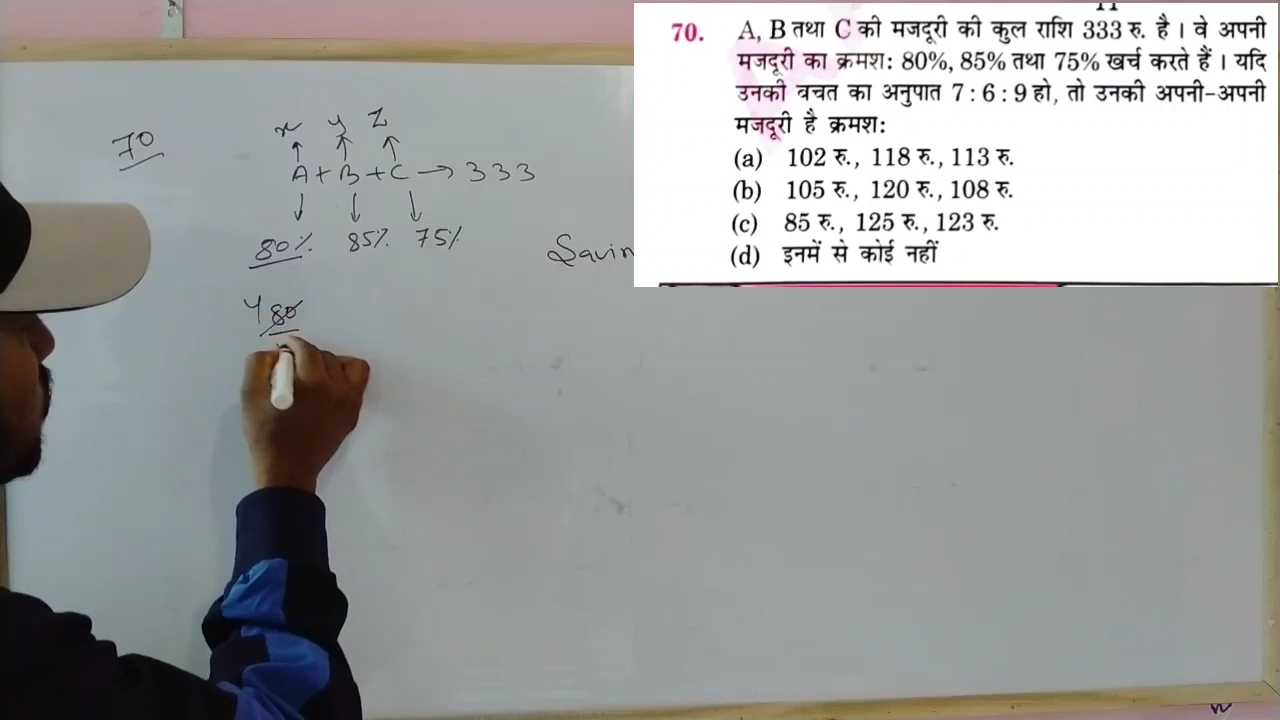 70. A, B तथा C की मजदूरी की कुल राशि 333 रु. है । वे अपनी
मजदूरी का क्रमश: 80%, 85% तथा 75% खर्च करते हैं । यदि
उनकी बचत का अनुपात 7 : 6 : 9 हो, तो उनकी अपनी-अपनी
मजदूरी है क्रमश:
(a) 102 रु., 118 रु., 113 रु.
(b) 105 रु., 120 रु., 108 रु.
(c) 85 रु., 125 रु., 123 रु.
(d) इनमें से कोई नहीं
70
x y z
A + B + C → 333
80% 85% 75%
Savin
4 80